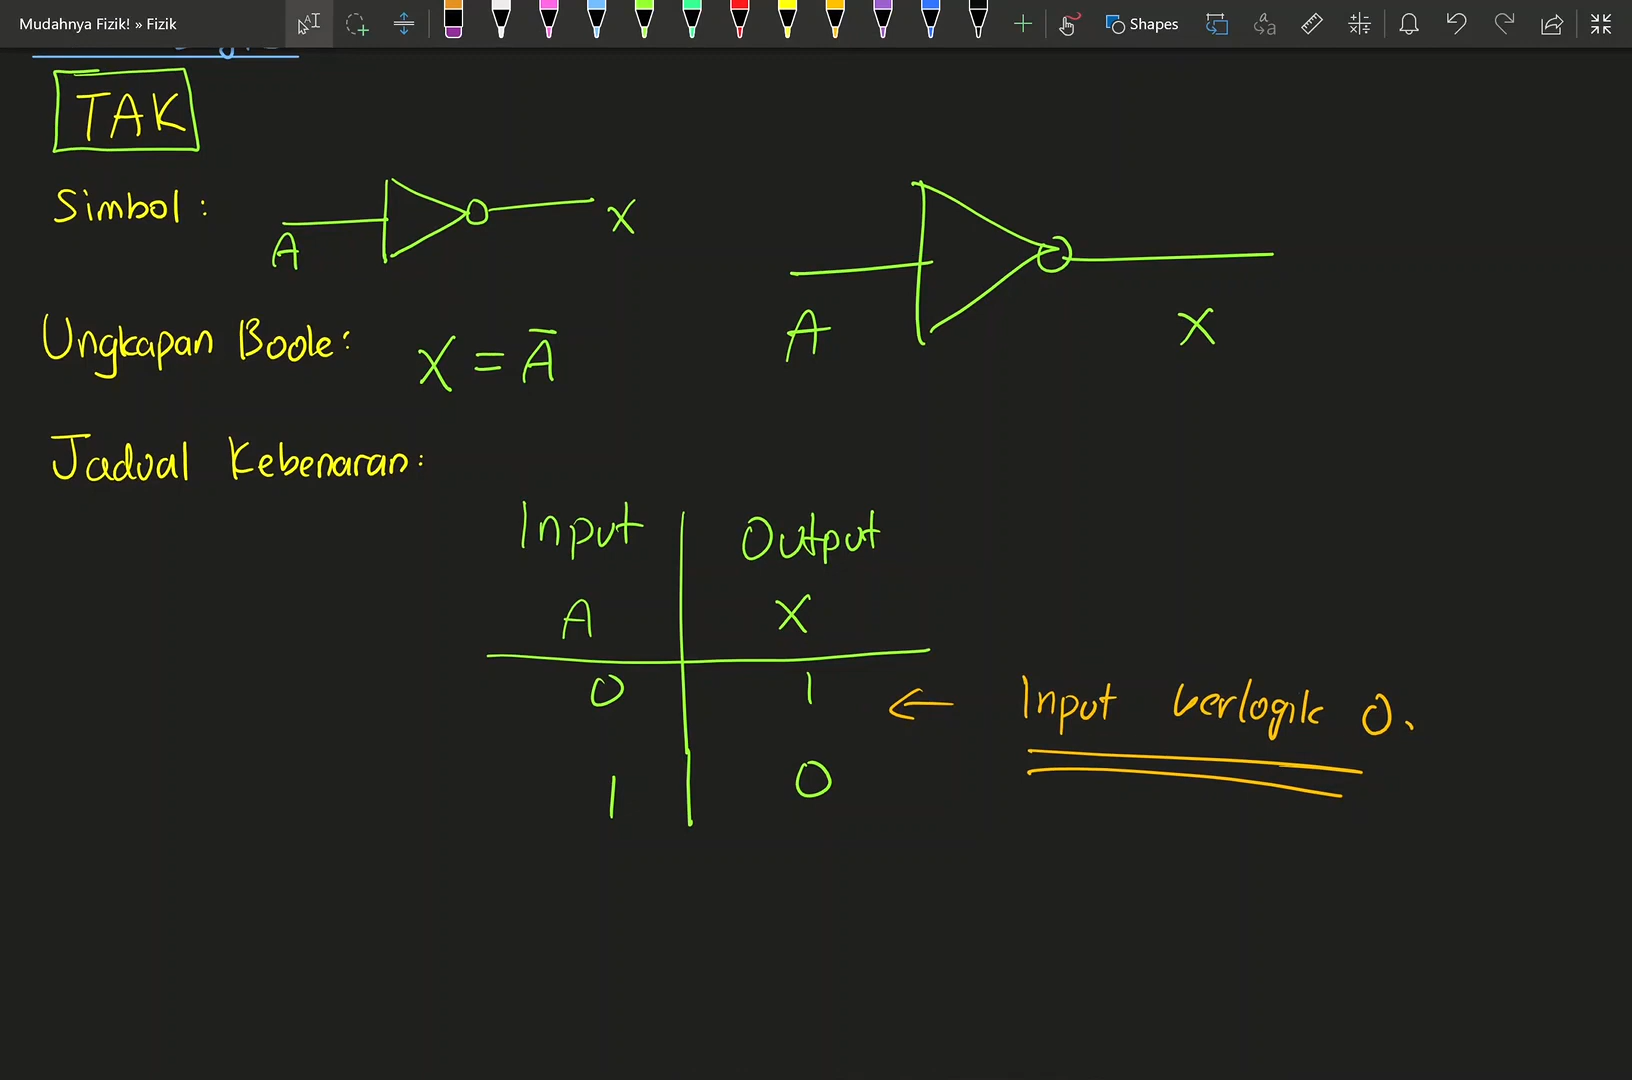 Mudahnya Fizik! » Fizik
Shapes
TAK
Simbol:
A
X
A
X
Ungkapan Boole: X = Ā
Jadual Kebenaran:
Input Output
A X
0 1 ← Input berlogik 0.
1 0